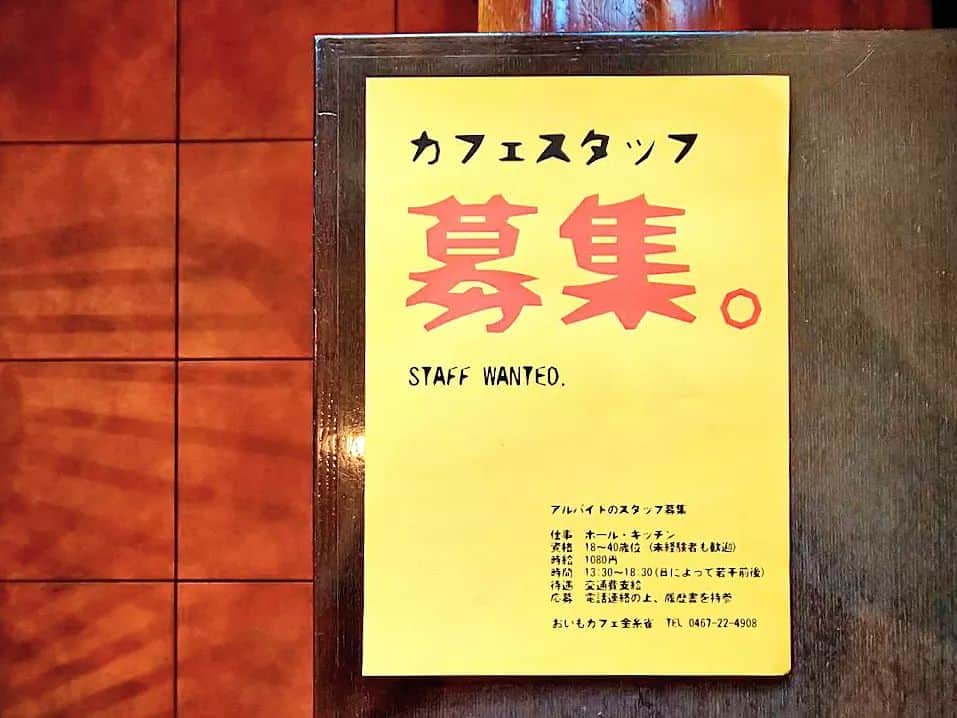 カフェスタッフ
募集。
STAFF WANTED.
アルバイトのスタッフ募集
仕事 ホール・キッチン
資格 18〜40歳位 (未経験者も歓迎)
時給 1080円
時間 13:30〜18:30(日によって若干前後)
待遇 交通費支給
応募 電話連絡の上、履歴書を持参
おいもカフェ金糸雀 TEL 0467-22-4908